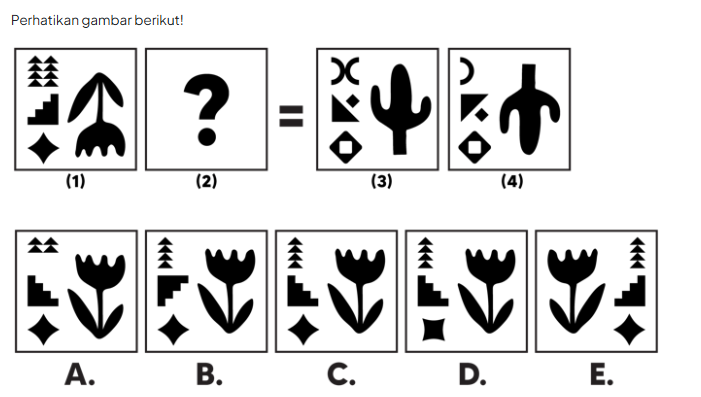 Perhatikan gambar berikut!
? =
(1) (2) (3) (4)
A. B. C. D. E.